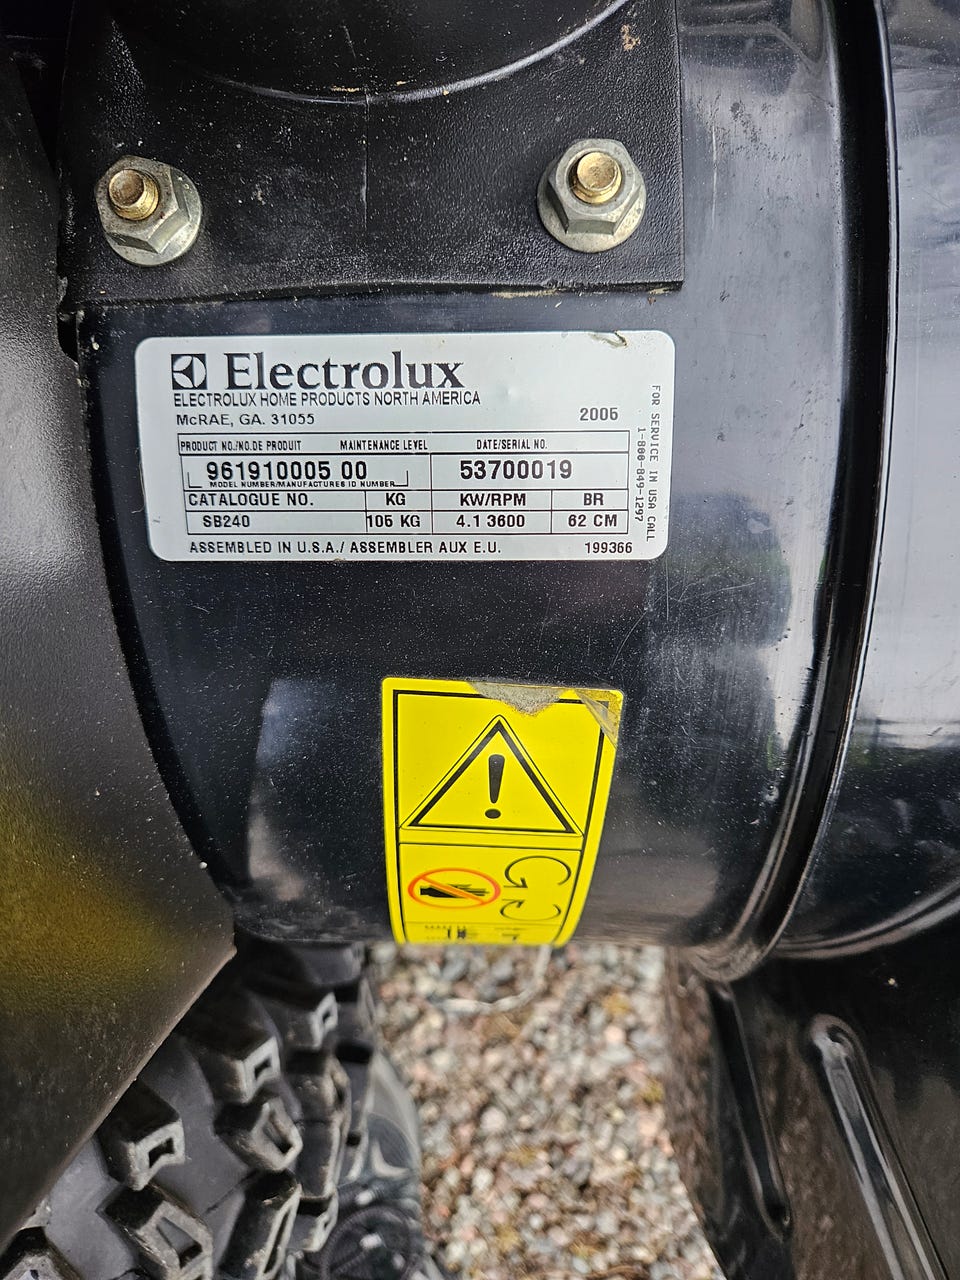 Electrolux
ELECTROLUX HOME PRODUCTS NORTH AMERICA
McRAE, GA. 31055
2005
PRODUCT NO./NO.DE PRODUIT MAINTENANCE LEVEL DATE/SERIAL NO.
961910005 00 53700019
MODEL NUMBER/MANUFACTURES ID NUMBER
CATALOGUE NO. KG KW/RPM BR
SB240 105 KG 4.1 3600 62 CM
ASSEMBLED IN U.S.A./ ASSEMBLER AUX E.U. 199366
FOR SERVICE IN USA CALL
1-800-849-1297